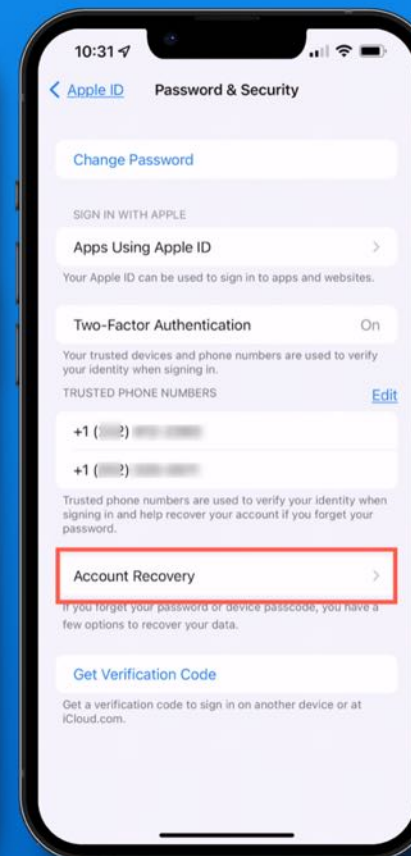 10:31
Apple ID
Password & Security
Change Password
SIGN IN WITH APPLE
Apps Using Apple ID
Your Apple ID can be used to sign in to apps and websites.
Two-Factor Authentication On
Your trusted devices and phone numbers are used to verify
your identity when signing in.
TRUSTED PHONE NUMBERS Edit
+1 (
+1 (
Trusted phone numbers are used to verify your identity when
signing in and help recover your account if you forget your
password.
Account Recovery
If you forget your password or device passcode, you have a
few options to recover your data.
Get Verification Code
Get a verification code to sign in on another device or at
iCloud.com.